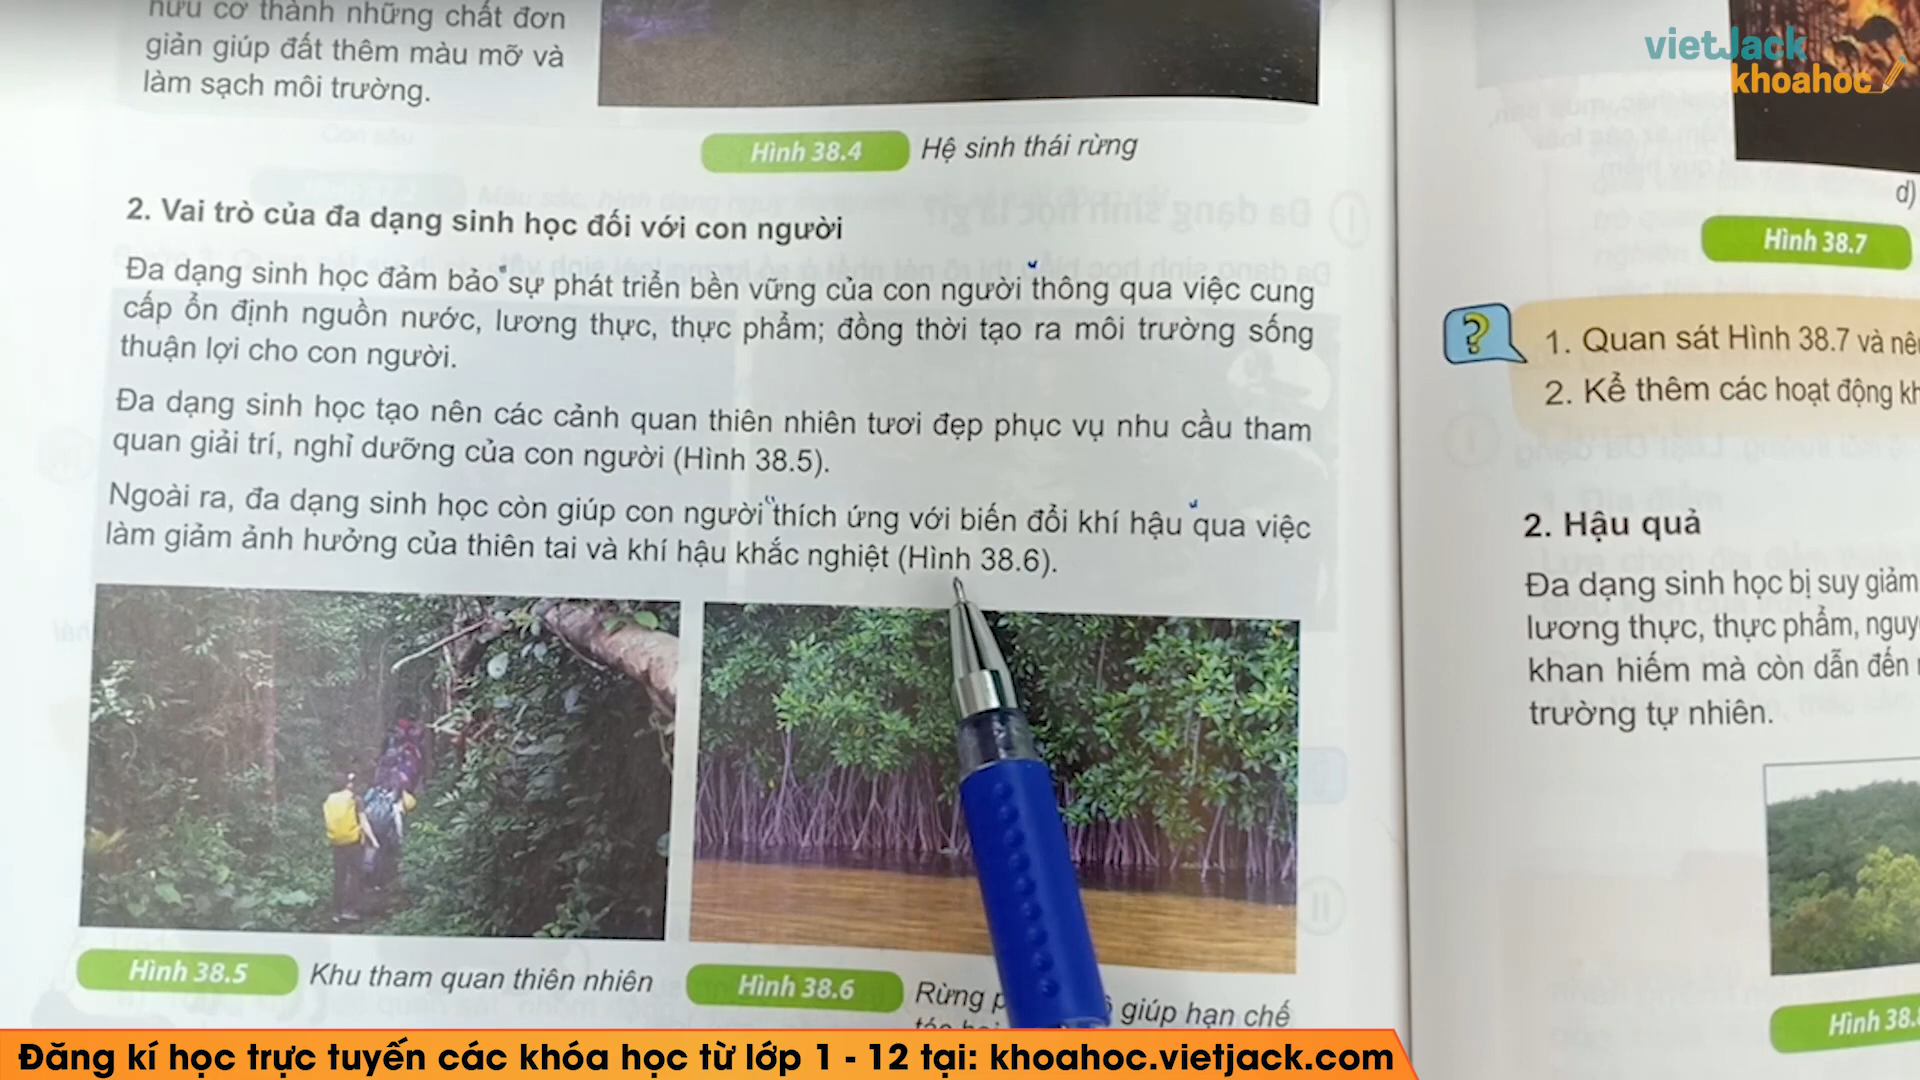 hữu cơ thành những chất đơn
giản giúp đất thêm màu mỡ và
làm sạch môi trường.
Hình 38.4 Hệ sinh thái rừng
2. Vai trò của đa dạng sinh học đối với con người
Đa dạng sinh học đảm bảo sự phát triển bền vững của con người thông qua việc cung
cấp ổn định nguồn nước, lương thực, thực phẩm; đồng thời tạo ra môi trường sống
thuận lợi cho con người.
Đa dạng sinh học tạo nên các cảnh quan thiên nhiên tươi đẹp phục vụ nhu cầu tham
quan giải trí, nghỉ dưỡng của con người (Hình 38.5).
Ngoài ra, đa dạng sinh học còn giúp con người thích ứng với biến đổi khí hậu qua việc
làm giảm ảnh hưởng của thiên tai và khí hậu khắc nghiệt (Hình 38.6).
Hình 38.5 Khu tham quan thiên nhiên
Hình 38.6 Rừng giúp hạn chế
vietJack
khoahoc
d)
Hình 38.7
?
1. Quan sát Hình 38.7 và
2. Kể thêm các hoạt động
2. Hậu quả
Đa dạng sinh học bị suy giảm
lương thực, thực phẩm,
khan hiếm mà còn dẫn đến
trường tự nhiên.
Hình 38.
Đăng kí học trực tuyến các khóa học từ lớp 1 - 12 tại: khoahoc.vietjack.com